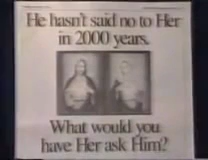 He hasn't said no to Her
in 2000 years.
What would you
have Her ask Him?